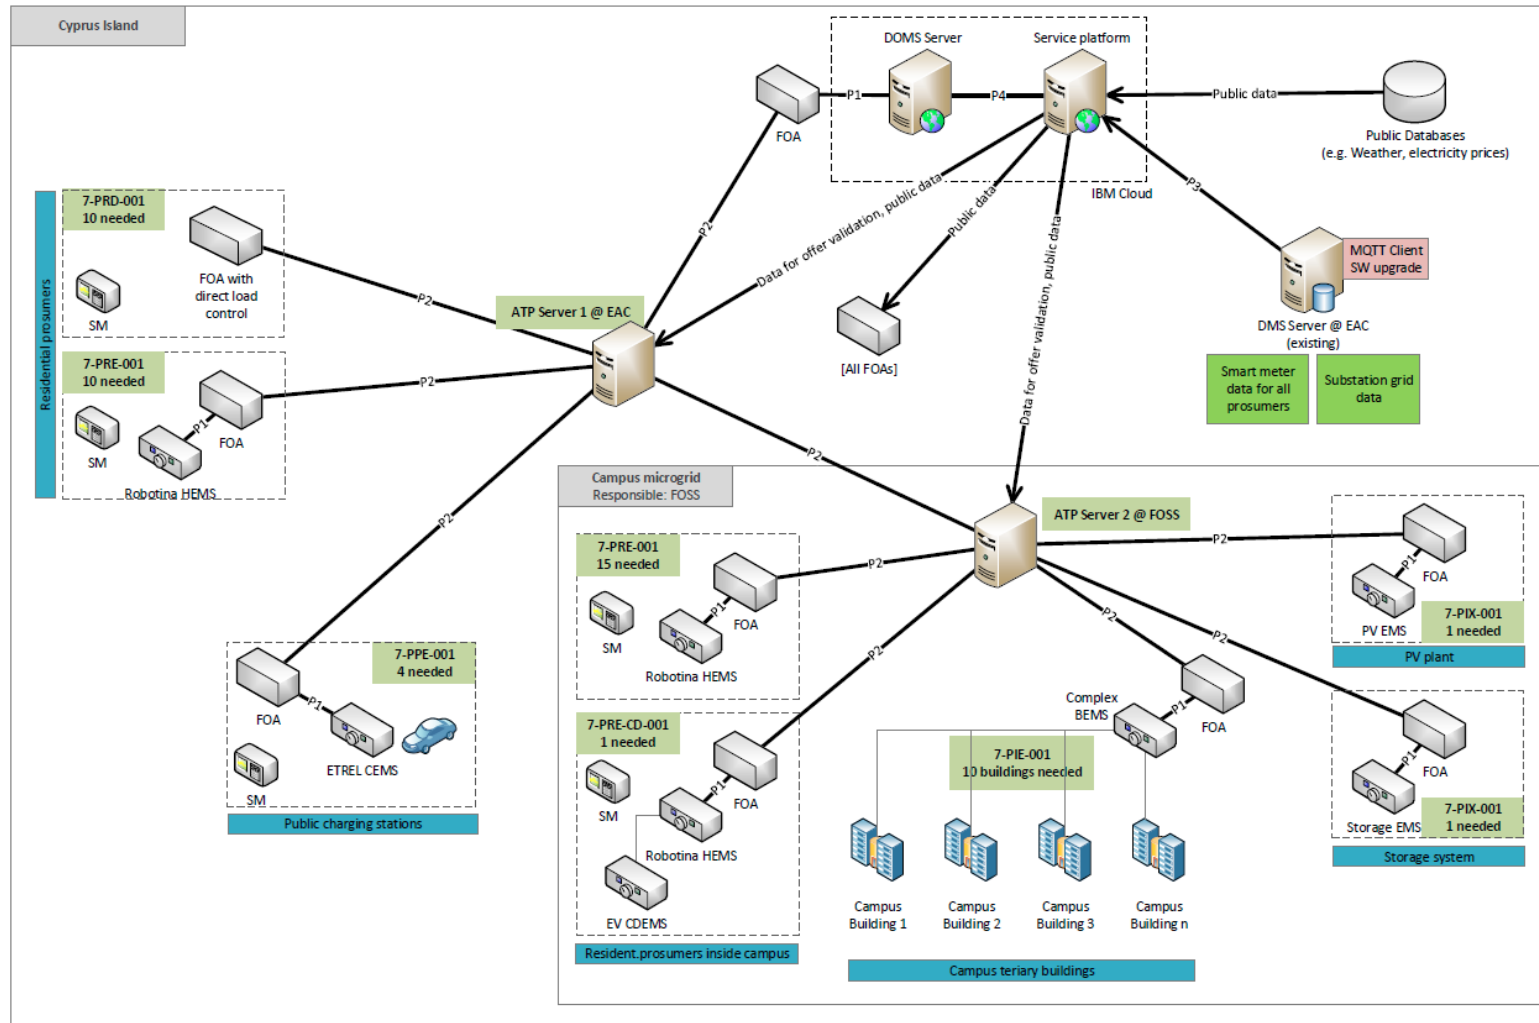 Cyprus Island
DOMS Server
Service platform
FOA
P1
P4
Public data
Public Databases
(e.g. Weather, electricity prices)
IBM Cloud
P2
Data for offer validation, public data
Public data
Data for offer validation, public data
P3
MQTT Client
SW upgrade
DMS Server @ EAC
(existing)
Smart meter
data for all
prosumers
Substation grid
data
[All FOAs]
Residential prosumers
7-PRD-001
10 needed
FOA with
direct load
control
SM
P2
ATP Server 1 @ EAC
7-PRE-001
10 needed
FOA
P1
SM
Robotina HEMS
P2
P2
P2
7-PPE-001
4 needed
FOA
P1
ETREL CEMS
SM
Public charging stations
Campus microgrid
Responsible: FOSS
ATP Server 2 @ FOSS
7-PRE-001
15 needed
FOA
P1
SM
Robotina HEMS
P2
7-PRE-CD-001
1 needed
FOA
P1
SM
Robotina HEMS
EV CDEMS
P2
Resident.prosumers inside campus
P2
Complex
BEMS
P1
FOA
7-PIE-001
10 buildings needed
Campus
Building 1
Campus
Building 2
Campus
Building 3
Campus
Building n
Campus teriary buildings
P2
FOA
P1
PV EMS
7-PIX-001
1 needed
PV plant
P2
FOA
P1
Storage EMS
7-PIX-001
1 needed
Storage system